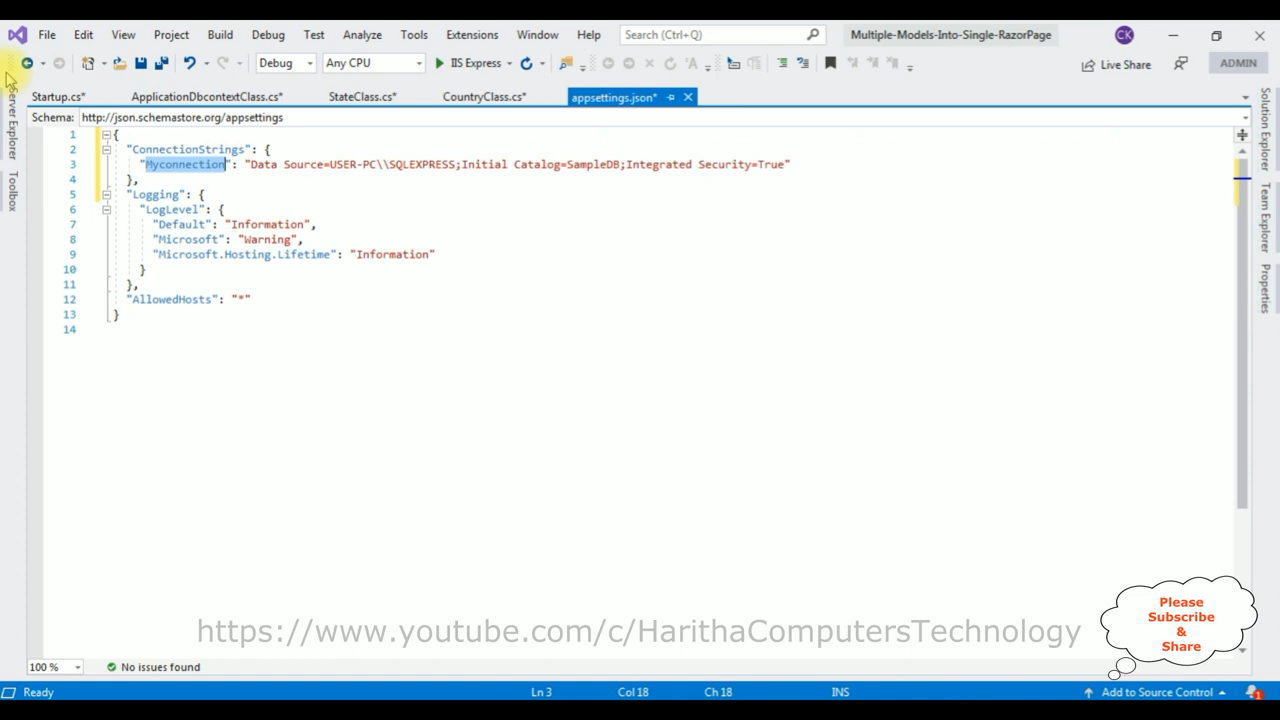 File Edit View Project Build Debug Test Analyze Tools Extensions Window Help Search (Ctrl+Q) Multiple-Models-Into-Single-RazorPage CK
Debug Any CPU IIS Express Live Share ADMIN
Startup.cs* ApplicationDbcontextClass.cs* StateClass.cs* CountryClass.cs* appsettings.json*
Schema: http://json.schemastore.org/appsettings
1 {
2 "ConnectionStrings": {
3 "Myconnection": "Data Source=USER-PC\\SQLEXPRESS;Initial Catalog=SampleDB;Integrated Security=True"
4 },
5 "Logging": {
6 "LogLevel": {
7 "Default": "Information",
8 "Microsoft": "Warning",
9 "Microsoft.Hosting.Lifetime": "Information"
10 }
11 },
12 "AllowedHosts": "*"
13 }
14
Server Explorer
Toolbox
Solution Explorer
Team Explorer
Properties
https://www.youtube.com/c/HarithaComputersTechnology
Please
Subscribe
&
Share
100 % No issues found
Ready Ln 3 Col 18 Ch 18 INS Add to Source Control 1